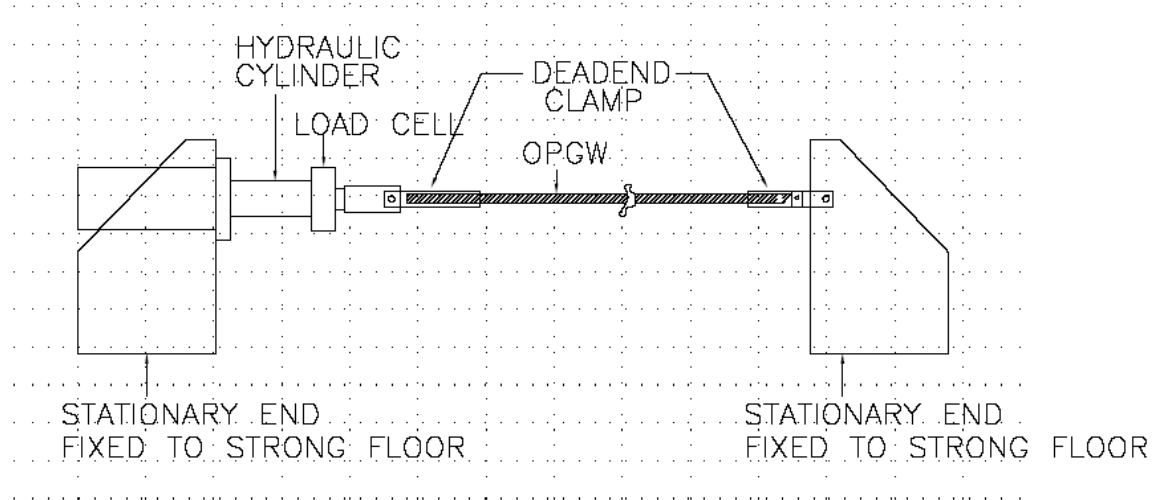 HYDRAULIC
CYLINDER
DEADEND
CLAMP
LOAD CELL
OPGW
STATIONARY END
FIXED TO STRONG FLOOR
STATIONARY END
FIXED TO STRONG FLOOR